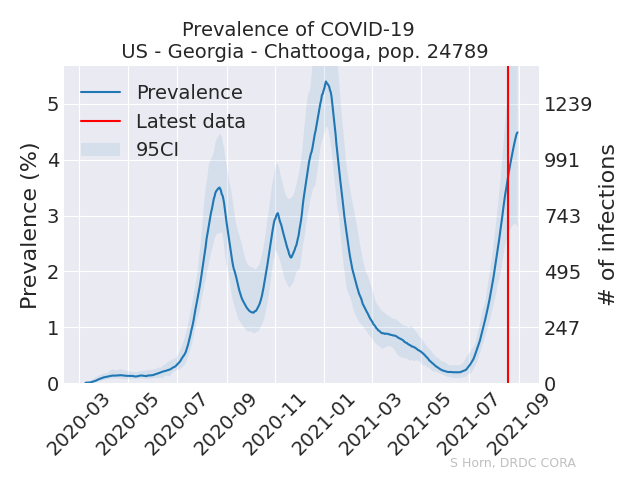 Prevalence of COVID-19
US - Georgia - Chattooga, pop. 24789
Prevalence
Latest data
95CI
Prevalence (%)
5
4
3
2
1
0
1239
991
743
495
247
0
# of infections
2020-03
2020-05
2020-07
2020-09
2020-11
2021-01
2021-03
2021-05
2021-07
2021-09
S Horn, DRDC CORA